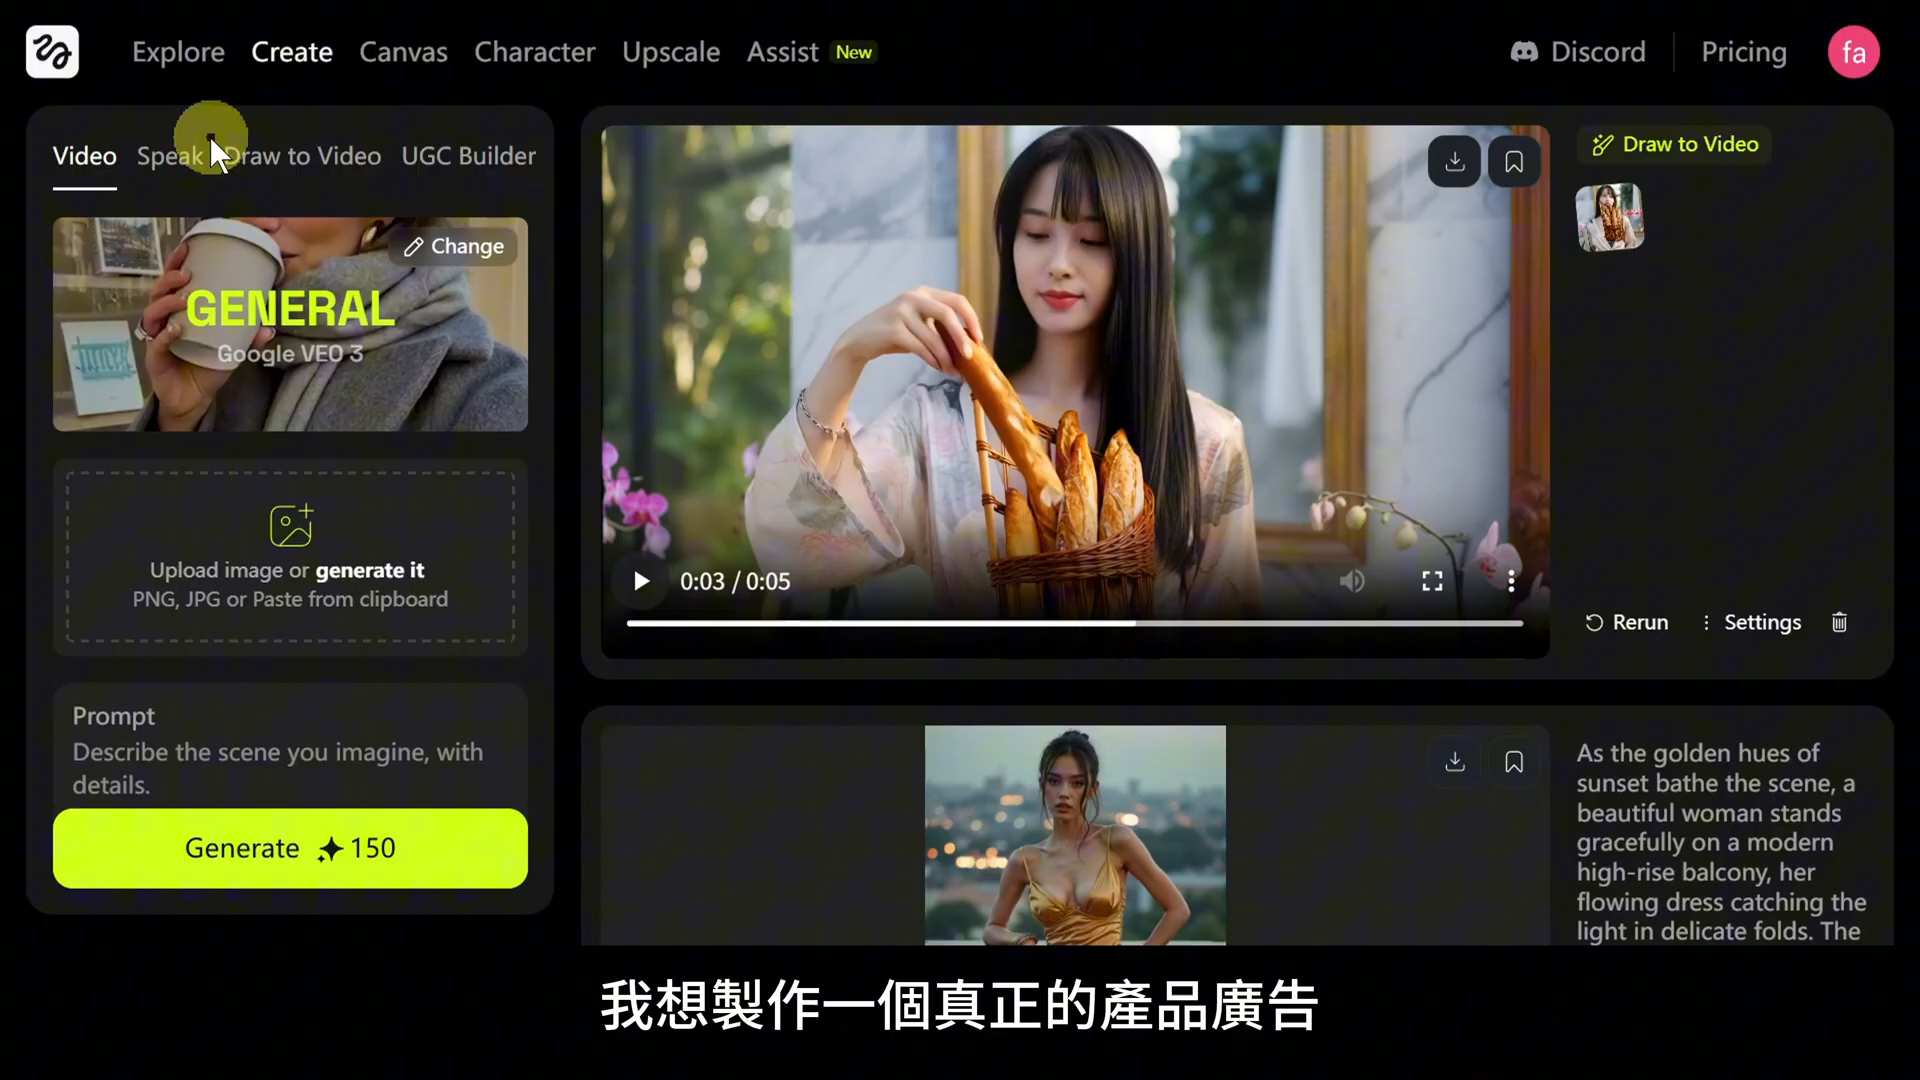 Explore Create Canvas Character Upscale Assist New Discord Pricing fa
Video Speak Draw to Video UGC Builder
Change
GENERAL
Google VEO 3
Upload image or generate it
PNG, JPG or Paste from clipboard
Prompt
Describe the scene you imagine, with
details.
Generate 150
0:03 / 0:05
Draw to Video
Rerun Settings
As the golden hues of
sunset bathe the scene, a
beautiful woman stands
gracefully on a modern
high-rise balcony, her
flowing dress catching the
light in delicate folds. The
我想製作一個真正的產品廣告